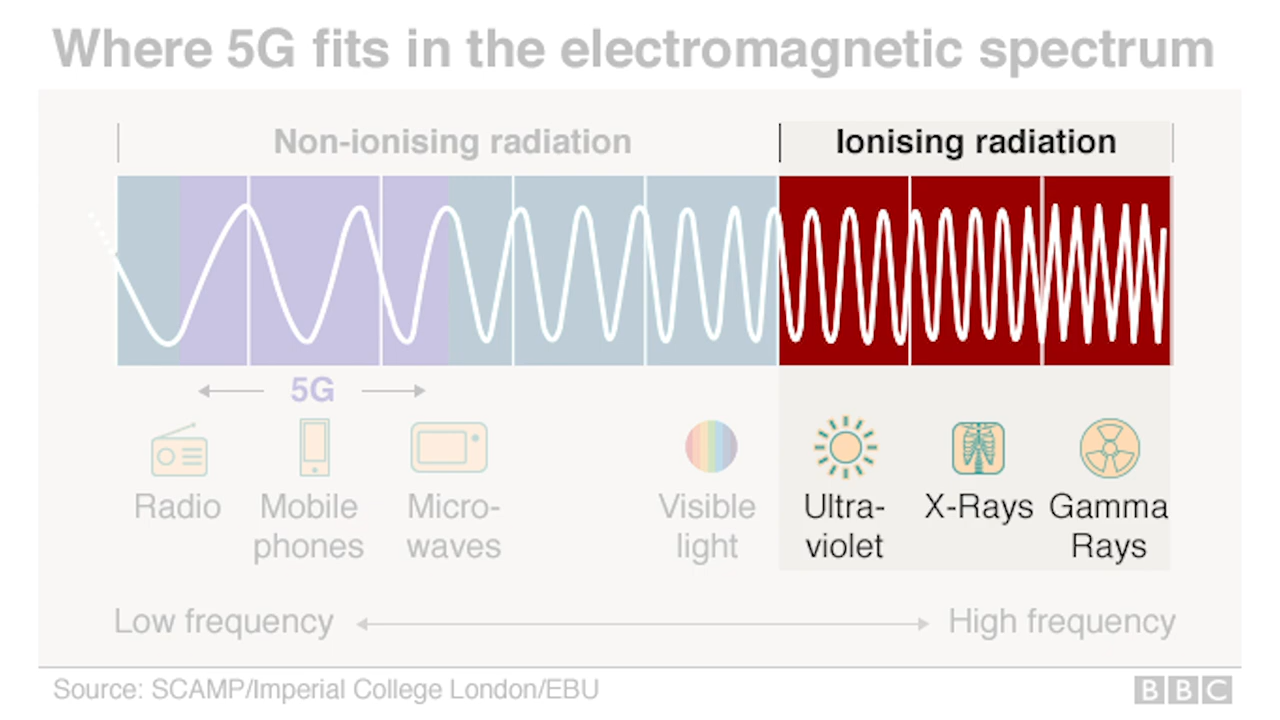 Where 5G fits in the electromagnetic spectrum
Non-ionising radiation
Ionising radiation
5G
Radio
Mobile
phones
Micro-
waves
Visible
light
Ultra-
violet
X-Rays
Gamma
Rays
Low frequency
High frequency
Source: SCAMP/Imperial College London/EBU
BBC